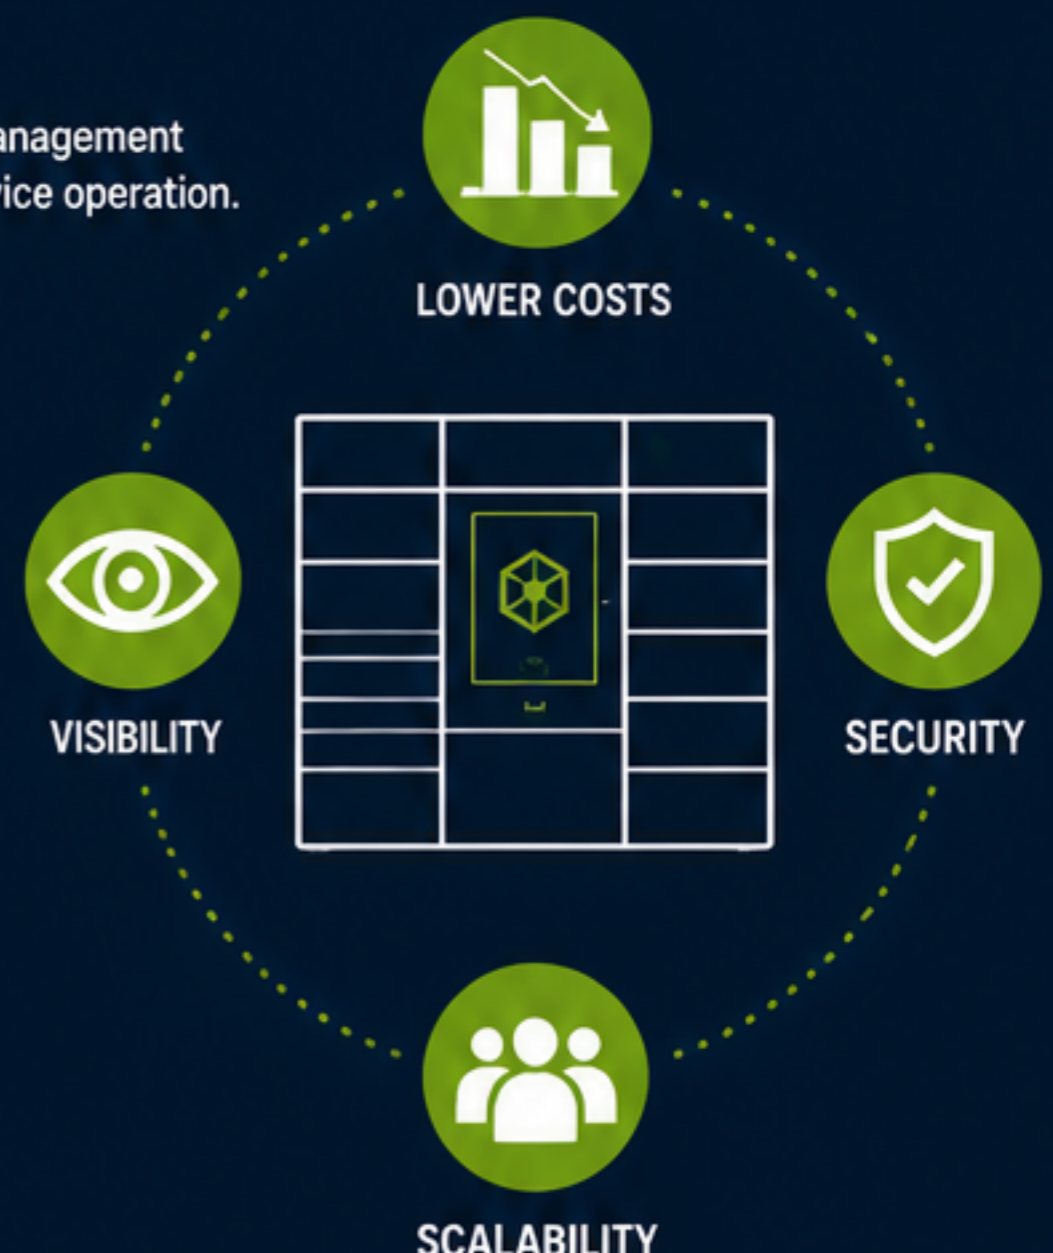 anagement
vice operation.
LOWER COSTS
VISIBILITY
SECURITY
SCALABILITY